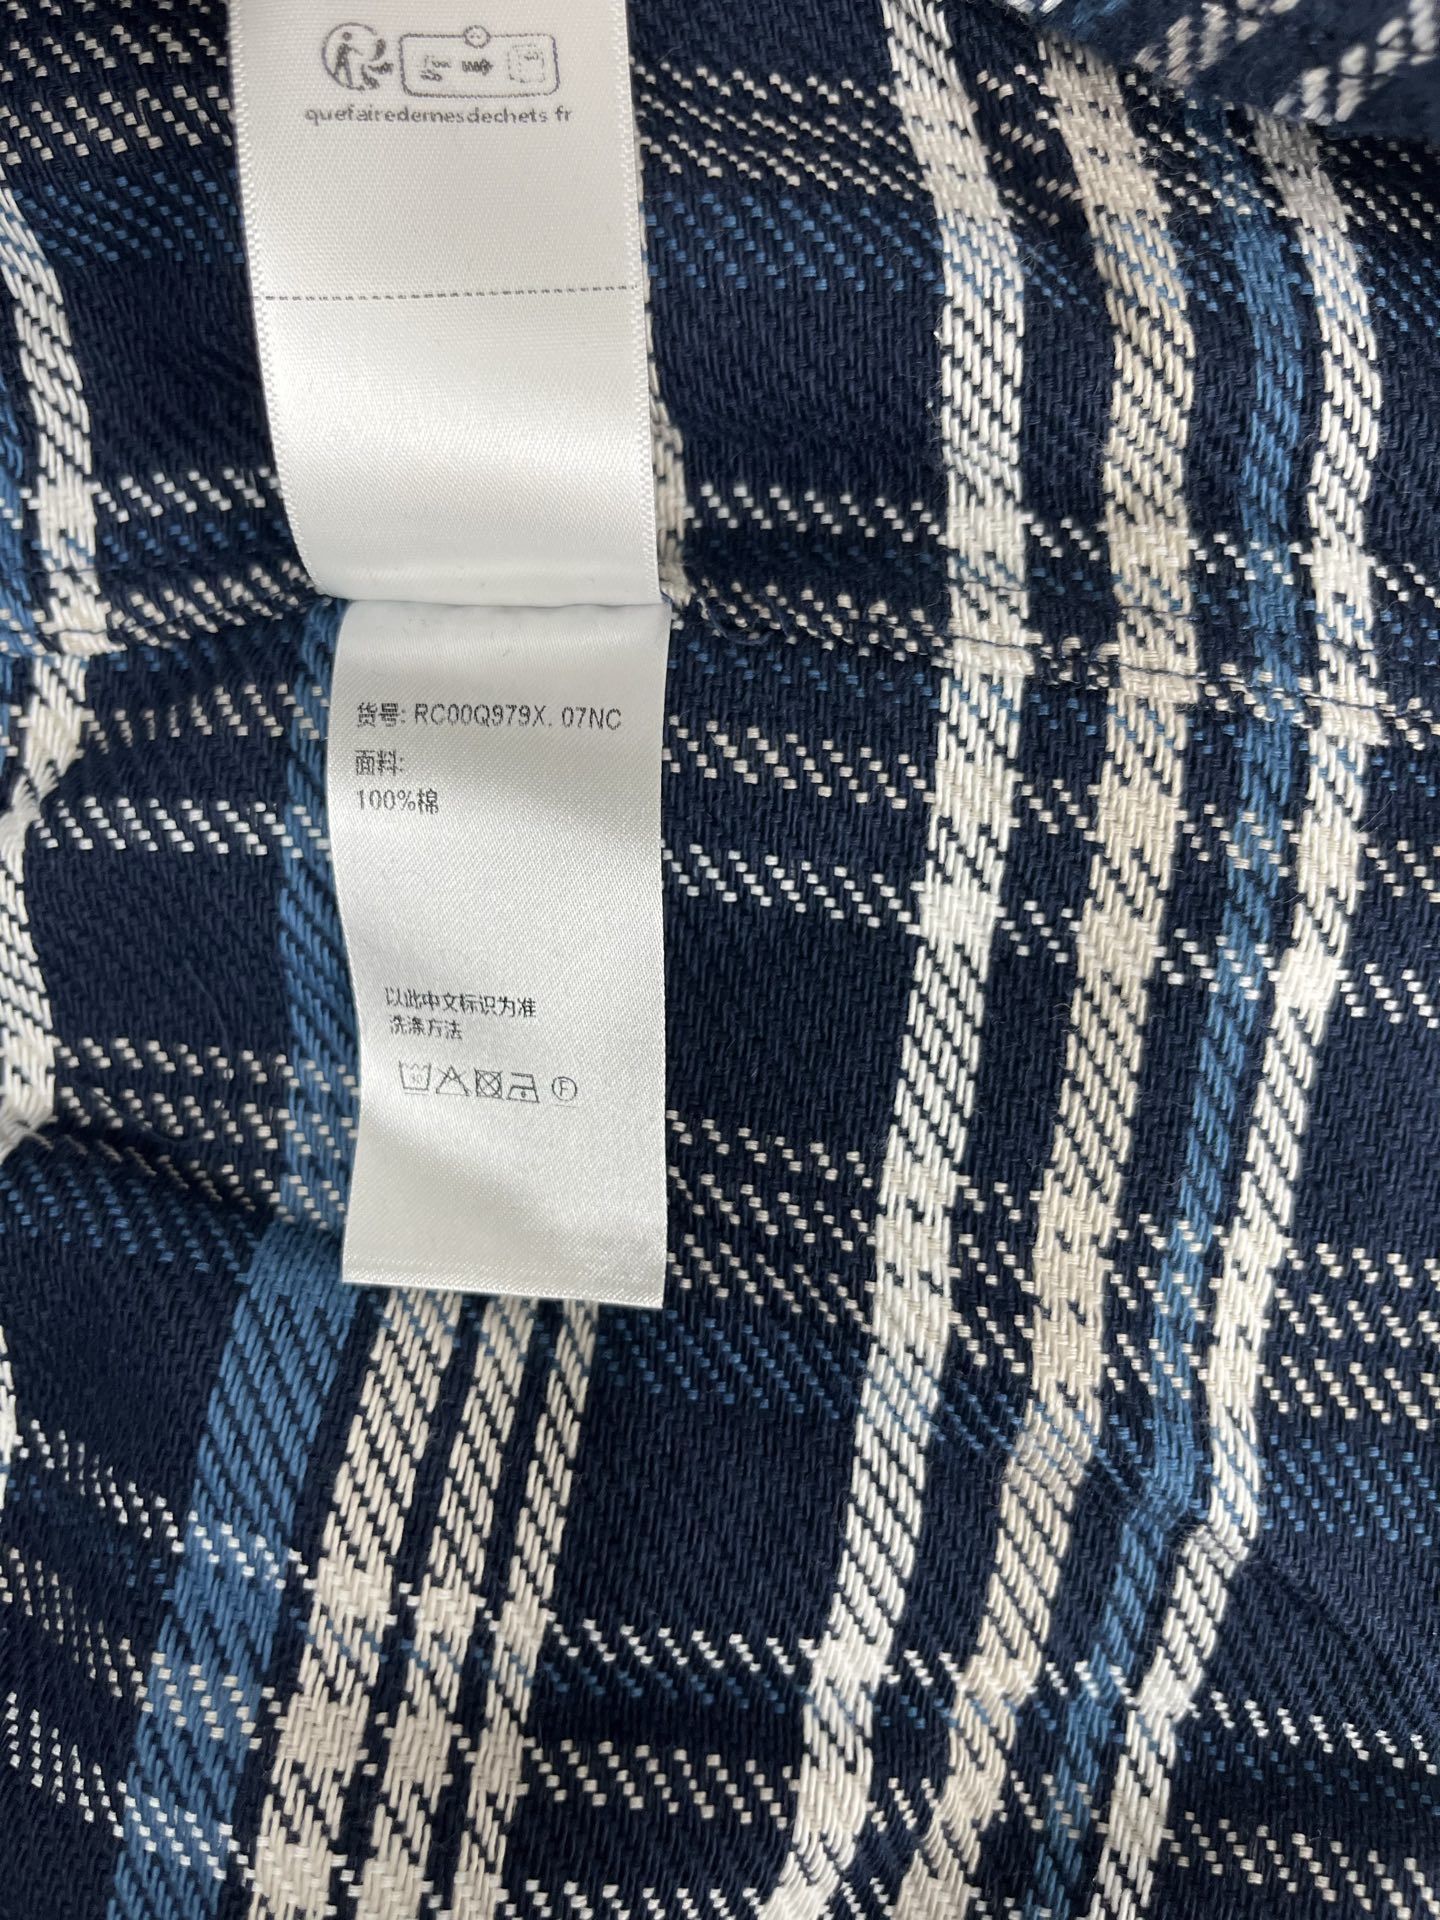 quefairedemesdechets fr
货号: RC00Q979X. 07NC
面料:
100%棉
以此中文标识为准
洗涤方法
40
F